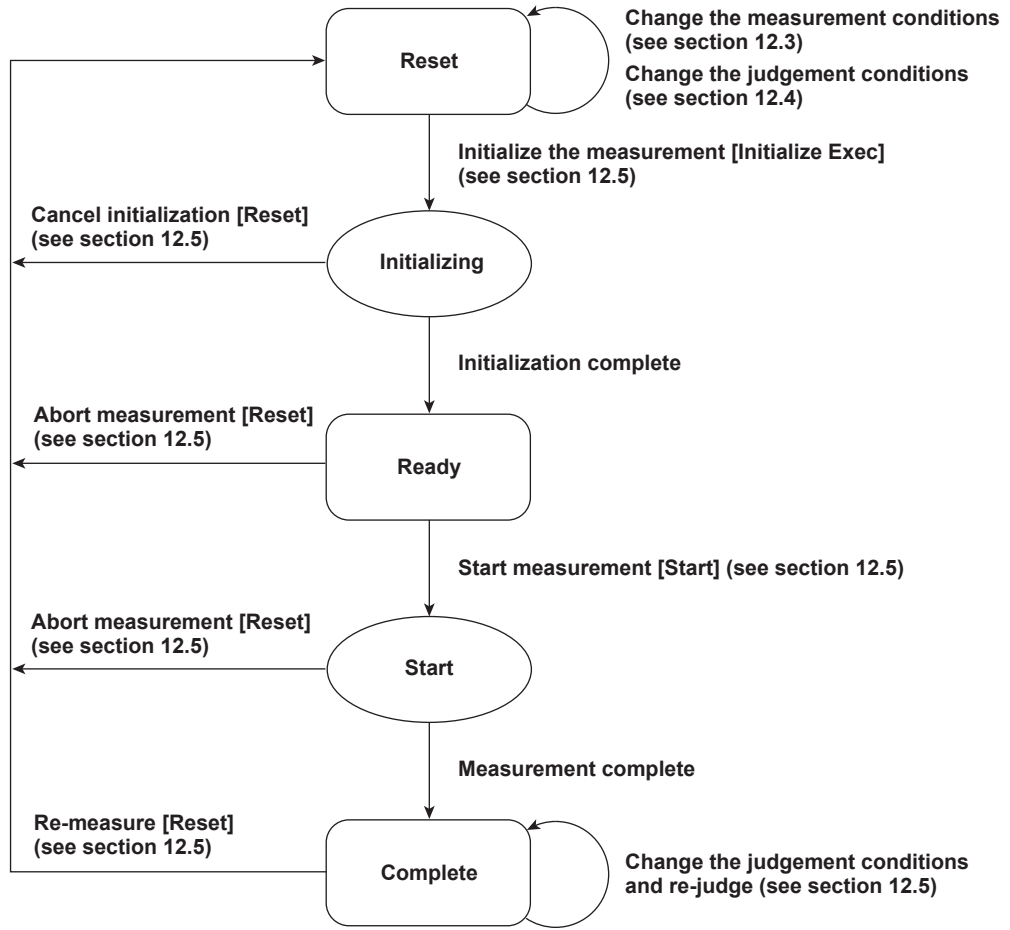 Change the measurement conditions
(see section 12.3)
Reset
Change the judgement conditions
(see section 12.4)
Initialize the measurement [Initialize Exec]
(see section 12.5)
Cancel initialization [Reset]
(see section 12.5)
Initializing
Initialization complete
Abort measurement [Reset]
(see section 12.5)
Ready
Start measurement [Start] (see section 12.5)
Abort measurement [Reset]
(see section 12.5)
Start
Measurement complete
Re-measure [Reset]
(see section 12.5)
Complete
Change the judgement conditions
and re-judge (see section 12.5)